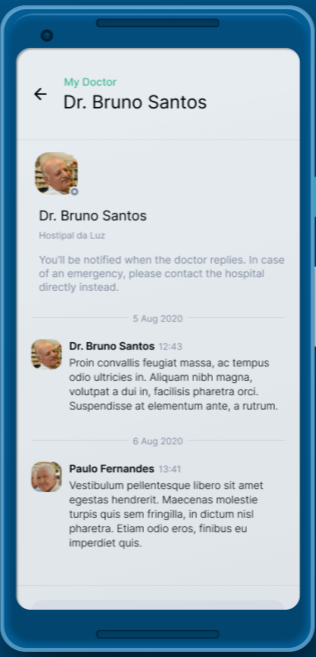 My Doctor
Dr. Bruno Santos
Dr. Bruno Santos
Hostipal da Luz
You'll be notified when the doctor replies. In case
of an emergency, please contact the hospital
directly instead.
5 Aug 2020
Dr. Bruno Santos 12:43
Proin convallis feugiat massa, ac tempus
odio ultricies in. Aliquam nibh magna,
volutpat a dui in, facilisis pharetra orci.
Suspendisse at elementum ante, a rutrum.
6 Aug 2020
Paulo Fernandes 13:41
Vestibulum pellentesque libero sit amet
egestas hendrerit. Maecenas molestie
turpis quis sem fringilla, in dictum nisl
pharetra. Etiam odio eros, finibus eu
imperdiet quis.